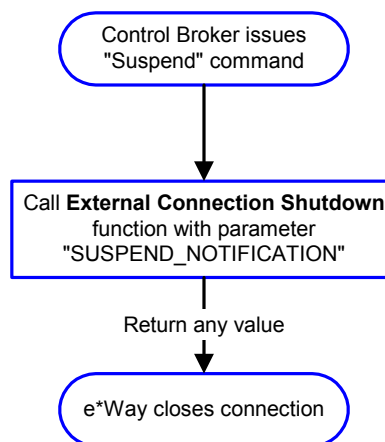 Control Broker issues
"Suspend" command
Call External Connection Shutdown
function with parameter
"SUSPEND_NOTIFICATION"
Return any value
e*Way closes connection